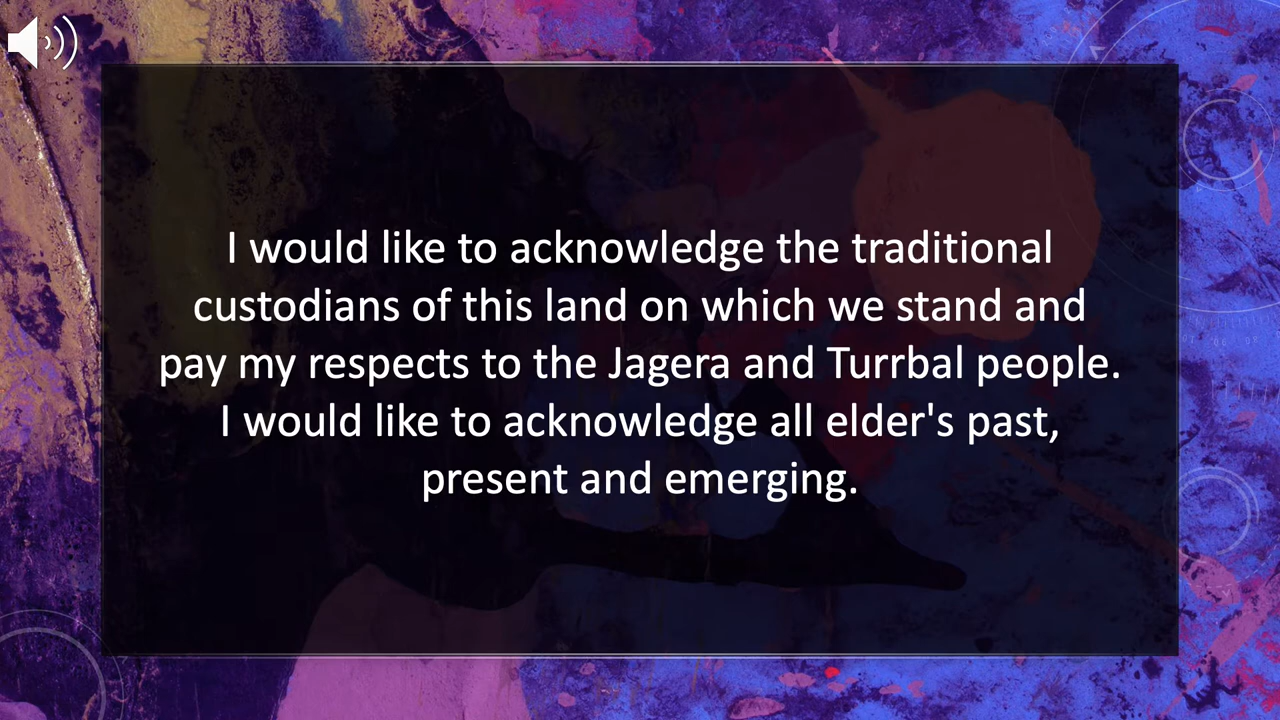 I would like to acknowledge the traditional
custodians of this land on which we stand and
pay my respects to the Jagera and Turrbal people.
I would like to acknowledge all elder's past,
present and emerging.